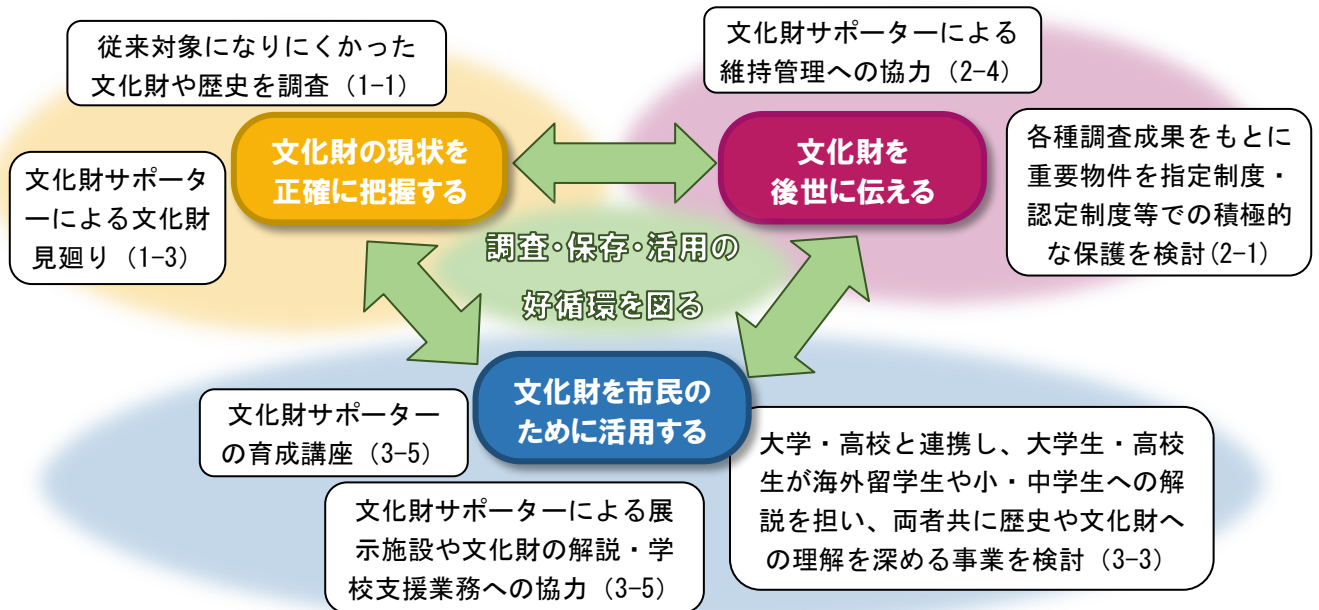 従来対象になりにくかった
文化財や歴史を調査（1-1）
文化財サポーターによる
維持管理への協力（2-4）
文化財の現状を
正確に把握する
文化財を
後世に伝える
各種調査成果をもとに
重要物件を指定制度・
認定制度等での積極的
な保護を検討(2-1)
文化財サポータ
ーによる文化財
見廻り（1-3）
調査・保存・活用の
好循環を図る
文化財を市民の
ために活用する
文化財サポーター
の育成講座（3-5）
大学・高校と連携し、大学生・高校
生が海外留学生や小・中学生への解
説を担い、両者共に歴史や文化財へ
の理解を深める事業を検討（3-3）
文化財サポーターによる展
示施設や文化財の解説・学
校支援業務への協力（3-5）